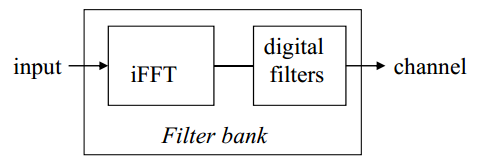 input
iFFT
digital
filters
channel
Filter bank